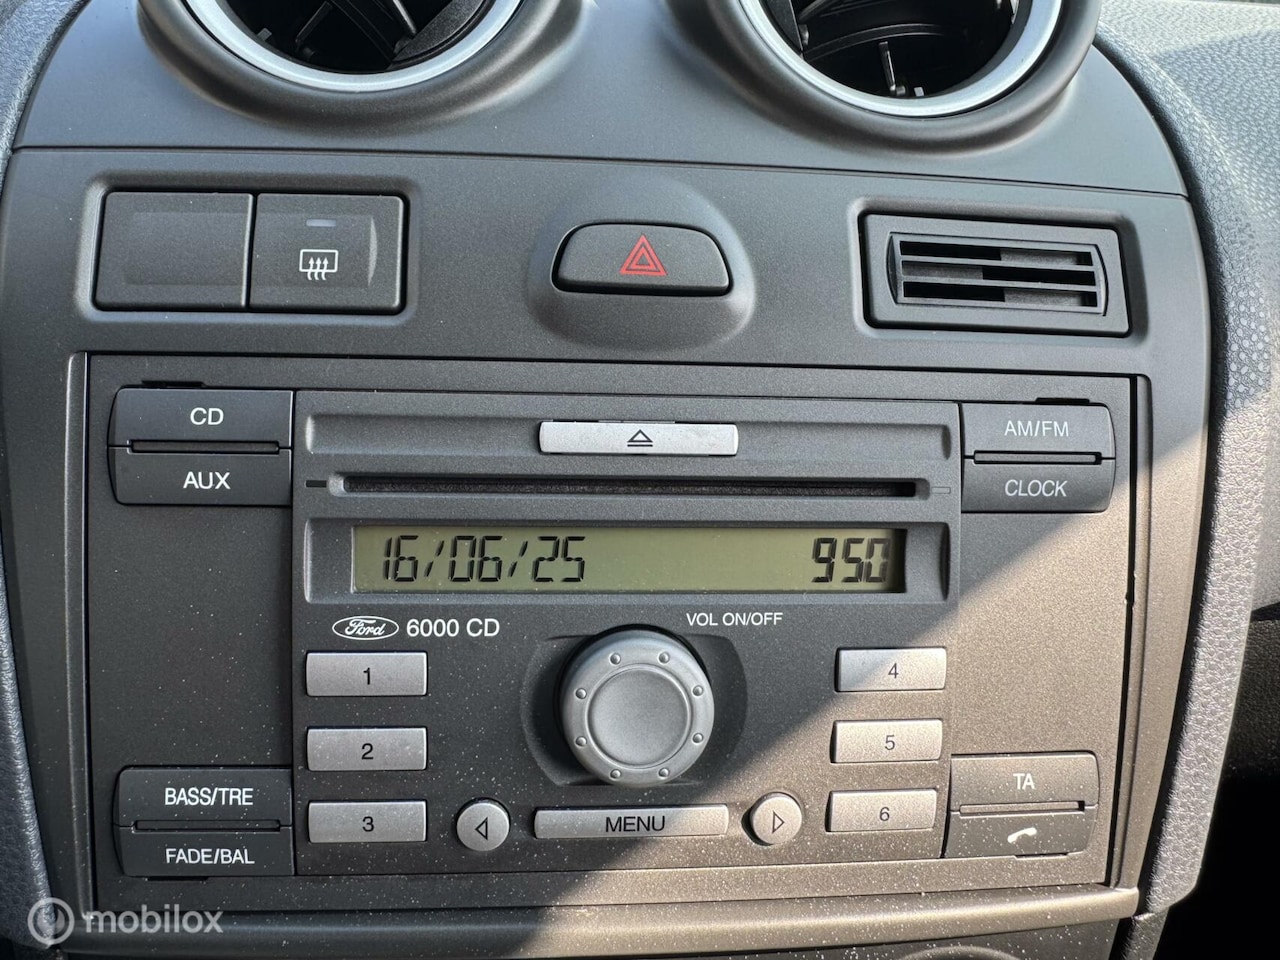 CD
AUX
AM/FM
CLOCK
16/06/25 950
Ford 6000 CD
VOL ON/OFF
1
4
2
5
3
MENU
6
BASS/TRE
FADE/BAL
TA
mobilox